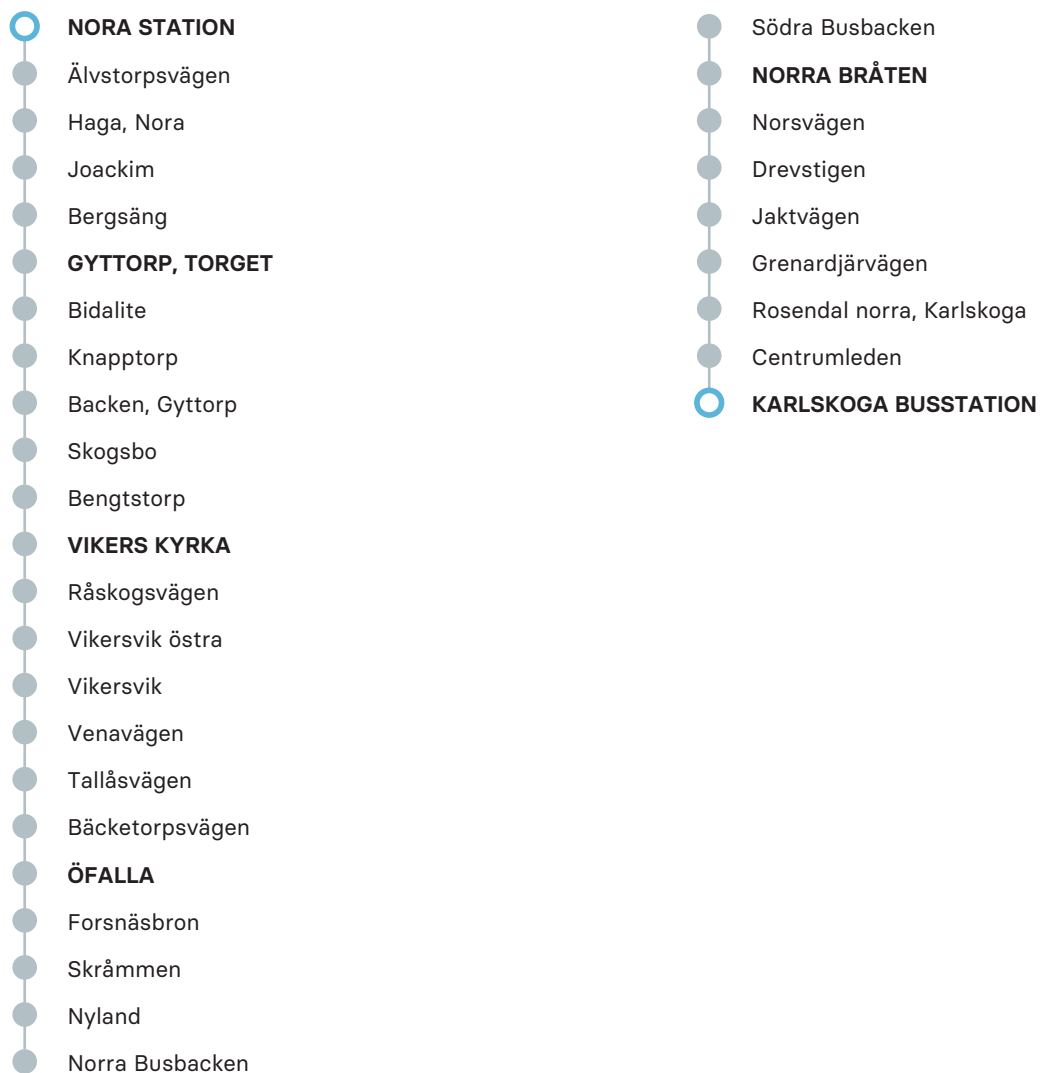 NORA STATION
Älvstorpsvägen
Haga, Nora
Joackim
Bergsäng
GYTTORP, TORGET
Bidalite
Knapptorp
Backen, Gyttorp
Skogsbo
Bengtstorp
VIKERS KYRKA
Råskogsvägen
Vikersvik östra
Vikersvik
Venavägen
Tallåsvägen
Bäcketorpsvägen
ÖFALLA
Forsnäsbron
Skråmmen
Nyland
Norra Busbacken
Södra Busbacken
NORRA BRÅTEN
Norsvägen
Drevstigen
Jaktvägen
Grenardjärvägen
Rosendal norra, Karlskoga
Centrumleden
KARLSKOGA BUSSTATION